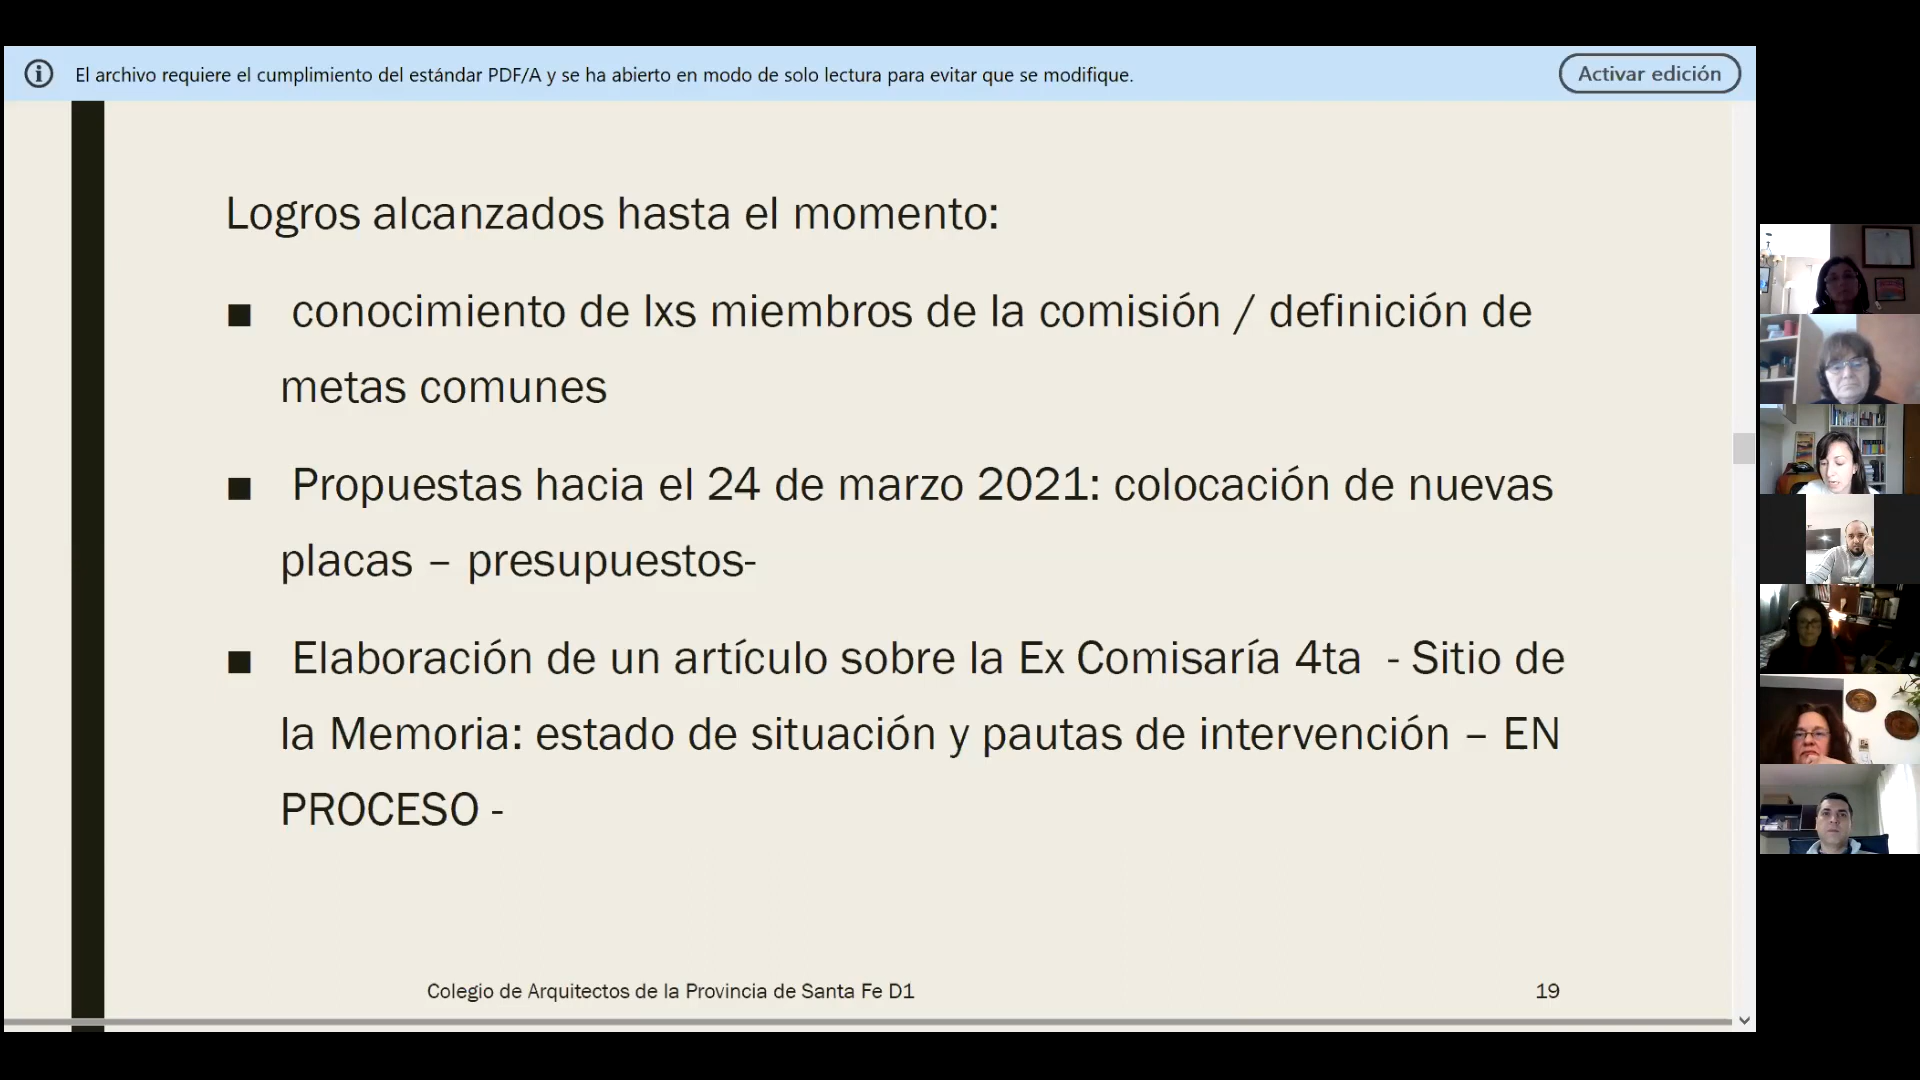 El archivo requiere el cumplimiento del estándar PDF/A y se ha abierto en modo de solo lectura para evitar que se modifique.
Activar edición
Logros alcanzados hasta el momento:
■ conocimiento de lxs miembros de la comisión / definición de
metas comunes
■ Propuestas hacia el 24 de marzo 2021: colocación de nuevas
placas – presupuestos-
■ Elaboración de un artículo sobre la Ex Comisaría 4ta - Sitio de
la Memoria: estado de situación y pautas de intervención – EN
PROCESO -
Colegio de Arquitectos de la Provincia de Santa Fe D1
19